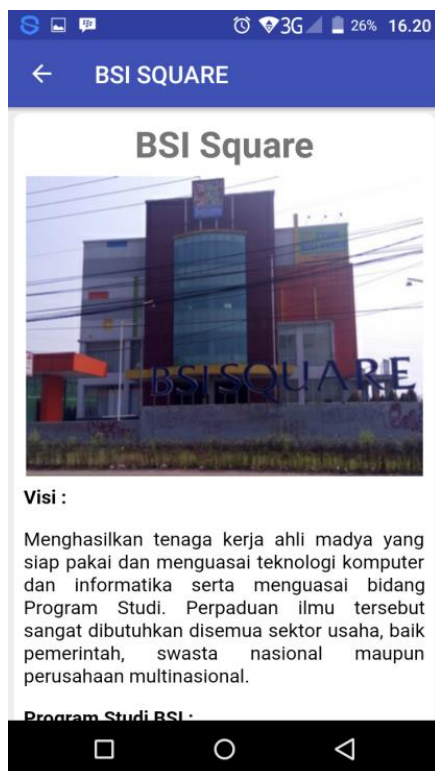 3G 26% 16.20
BSI SQUARE
BSI Square
BSI SQUARE
Visi :
Menghasilkan tenaga kerja ahli madya yang
siap pakai dan menguasai teknologi komputer
dan informatika serta menguasai bidang
Program Studi. Perpaduan ilmu tersebut
sangat dibutuhkan disemua sektor usaha, baik
pemerintah, swasta nasional maupun
perusahaan multinasional.
Program Studi BSI :